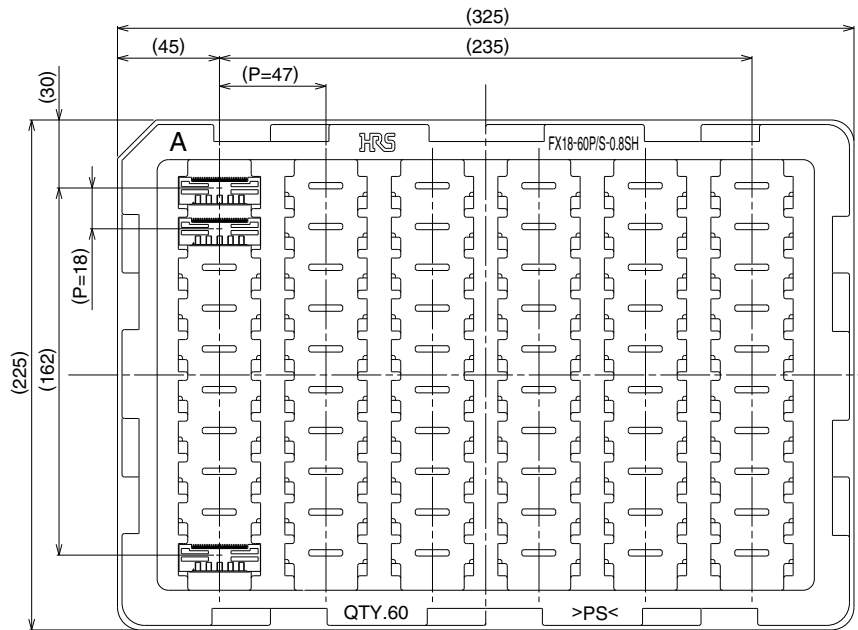 (325)
(45)
(235)
(P=47)
(30)
A
HRS
FX18-60P/S-0.8SH
(P=18)
(162)
(225)
QTY.60
>PS<